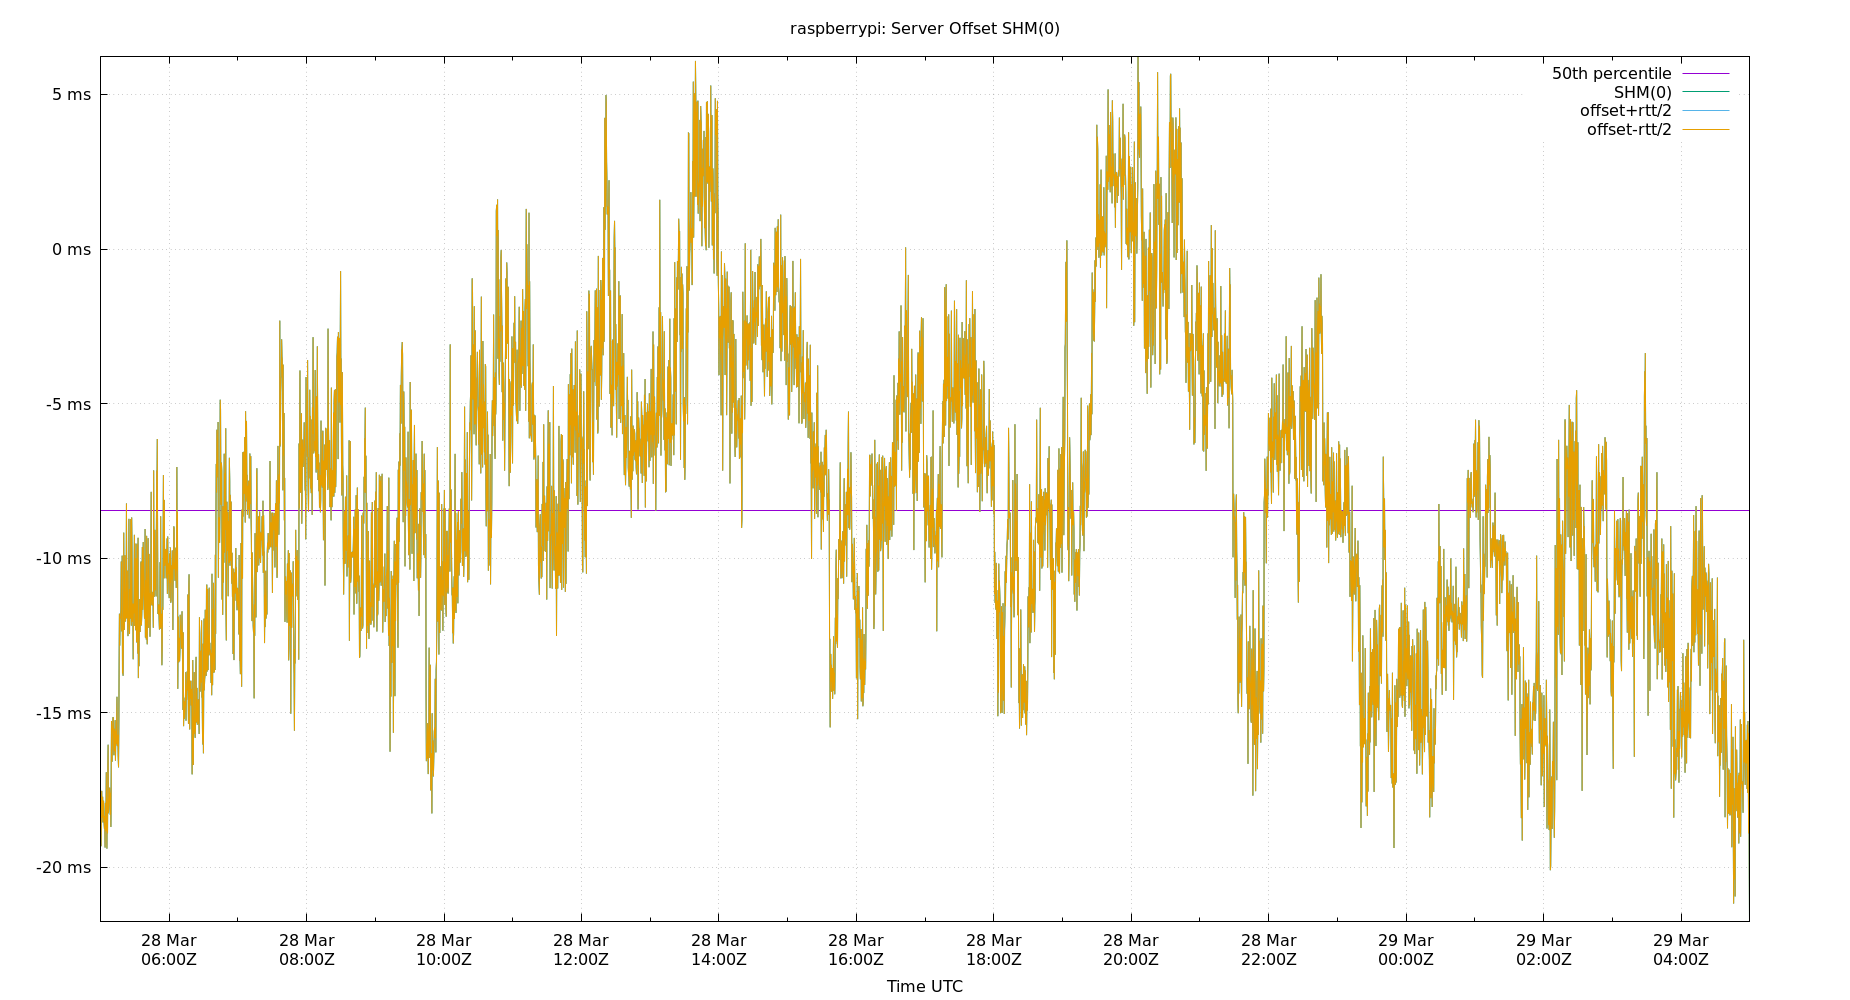 raspberrypi: Server Offset SHM(0)
50th percentile
SHM(0)
offset+rtt/2
offset-rtt/2
5 ms
0 ms
-5 ms
-10 ms
-15 ms
-20 ms
28 Mar 28 Mar 28 Mar 28 Mar 28 Mar 28 Mar 28 Mar 28 Mar 28 Mar 29 Mar 29 Mar 29 Mar
06:00Z 08:00Z 10:00Z 12:00Z 14:00Z 16:00Z 18:00Z 20:00Z 22:00Z 00:00Z 02:00Z 04:00Z
Time UTC